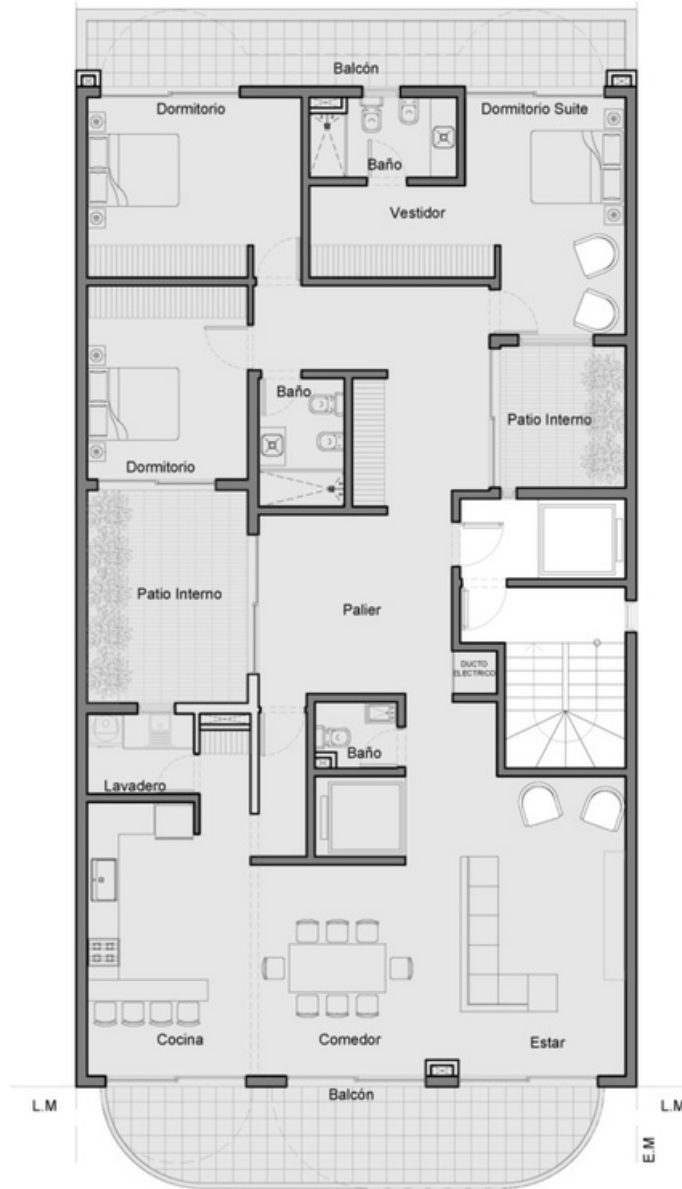 Balcón
Dormitorio
Dormitorio Suite
Baño
Vestidor
Baño
Patio Interno
Dormitorio
Patio Interno
Palier
DUCTO
ELECTRICO
Baño
Lavadero
Cocina
Comedor
Estar
Balcón
L.M
L.M
E.M